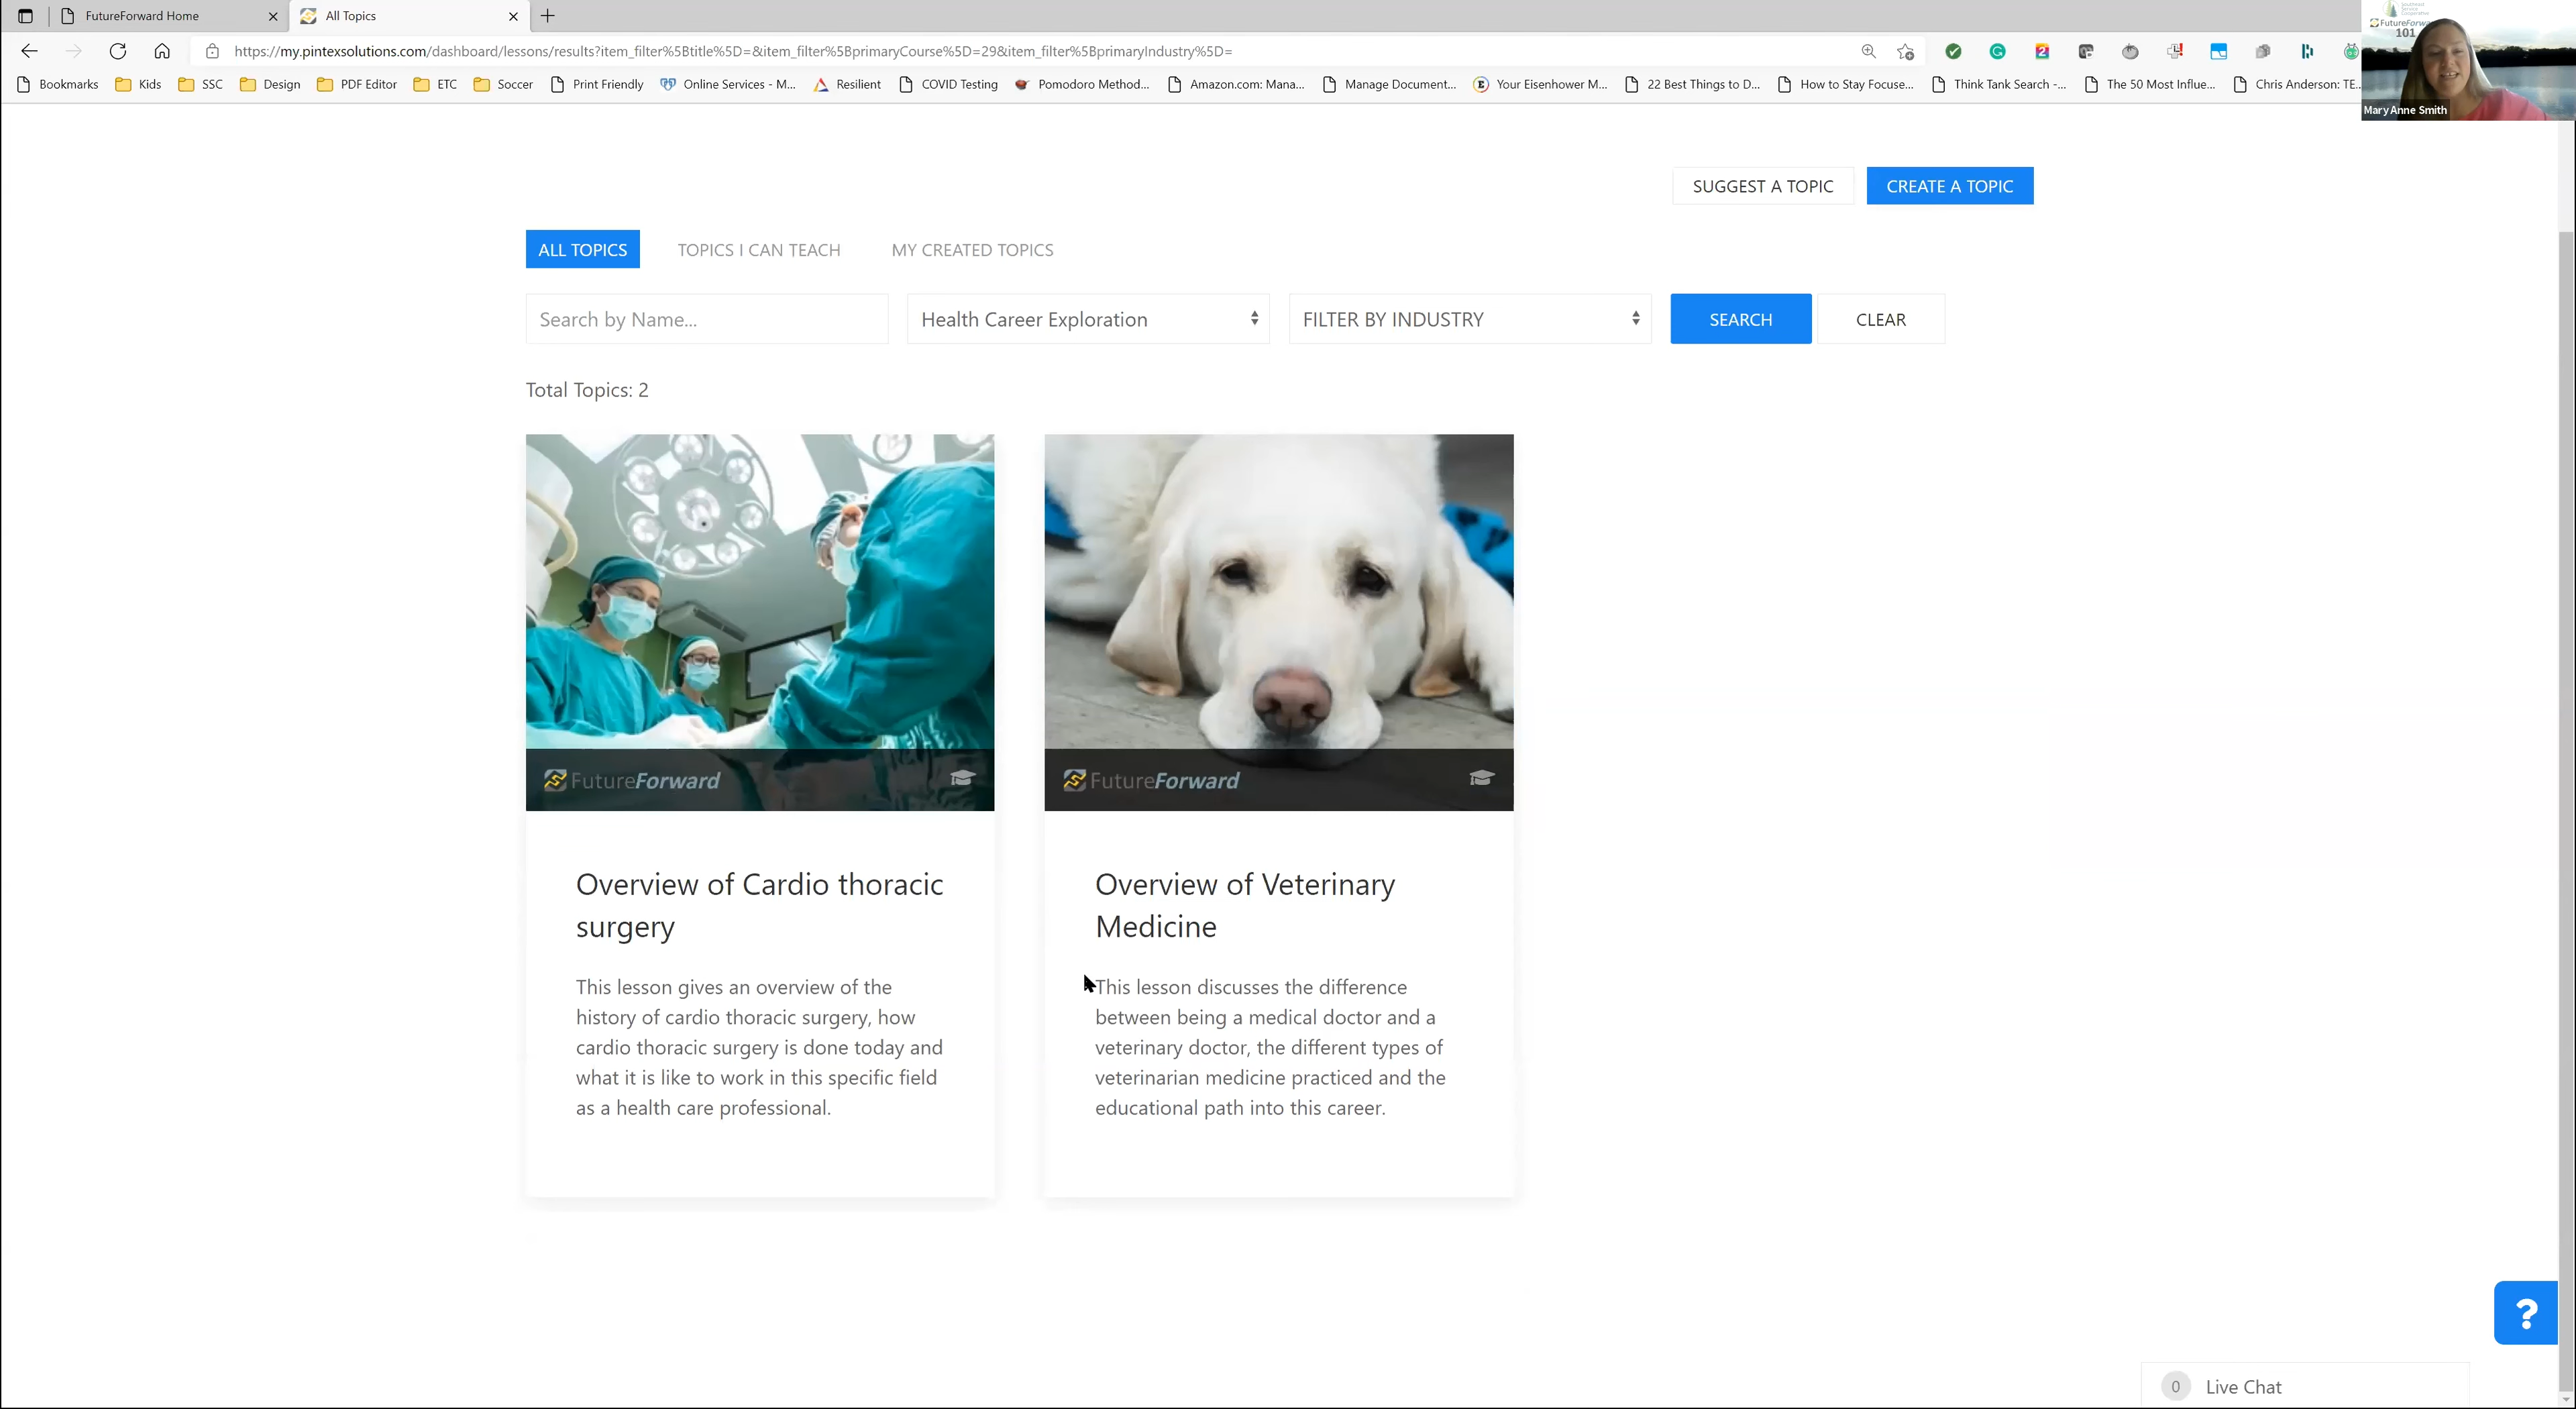 FutureForward Home
All Topics
https://my.pintexsolutions.com/dashboard/lessons/results?item_filter%5Btitle%5D=&item_filter%5BprimaryCourse%5D=29&item_filter%5BprimaryIndustry%5D=
Bookmarks Kids SSC Design PDF Editor ETC Soccer Print Friendly Online Services - M... Resilient COVID Testing Pomodoro Method... Amazon.com: Mana... Manage Document... Your Eisenhower M... 22 Best Things to D... How to Stay Focuse... Think Tank Search -... The 50 Most Influe... Chris Anderson: TE...
Southeast
Service
Cooperative
101
Mary Anne Smith
SUGGEST A TOPIC CREATE A TOPIC
ALL TOPICS TOPICS I CAN TEACH MY CREATED TOPICS
Search by Name... Health Career Exploration FILTER BY INDUSTRY SEARCH CLEAR
Total Topics: 2
FutureForward
Overview of Cardio thoracic
surgery
This lesson gives an overview of the
history of cardio thoracic surgery, how
cardio thoracic surgery is done today and
what it is like to work in this specific field
as a health care professional.
FutureForward
Overview of Veterinary
Medicine
This lesson discusses the difference
between being a medical doctor and a
veterinary doctor, the different types of
veterinarian medicine practiced and the
educational path into this career.
?
0 Live Chat